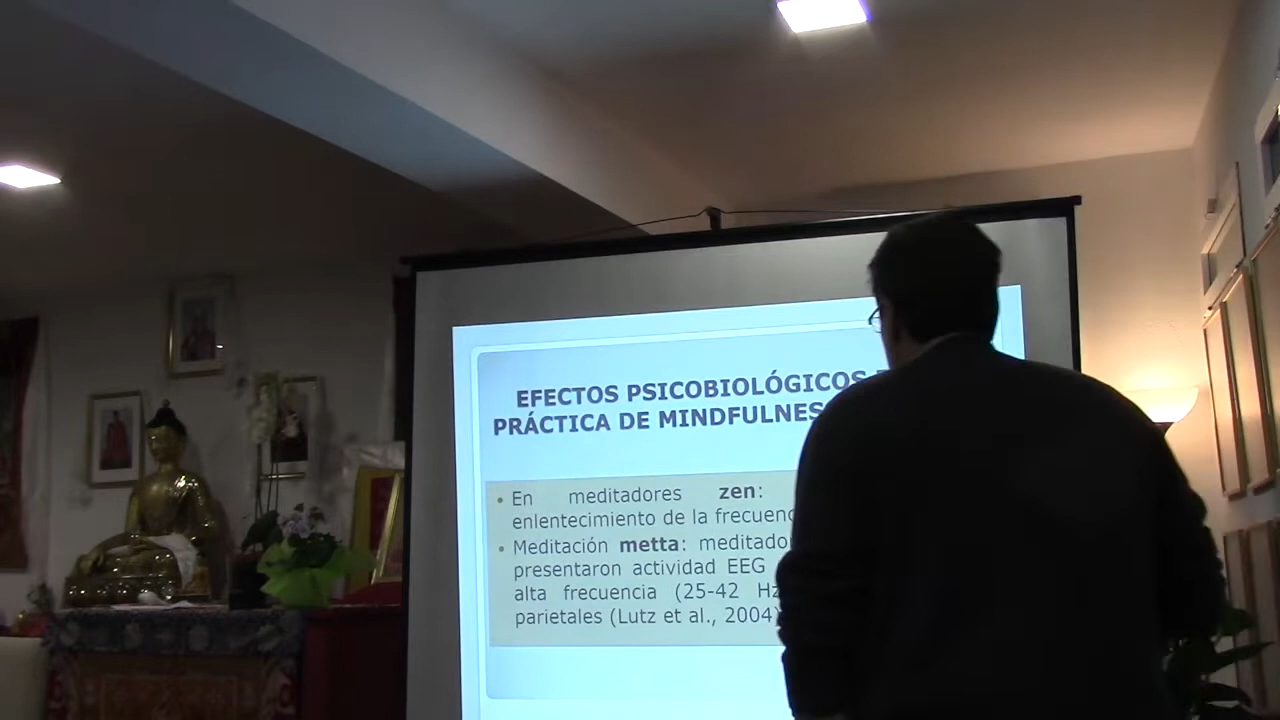 EFECTOS PSICOBIOLÓGICOS
PRÁCTICA DE MINDFULNES
• En meditadores zen:
enlentecimiento de la frecuenc
• Meditación metta: meditado
presentaron actividad EEG
alta frecuencia (25-42 Hz
parietales (Lutz et al., 2004)